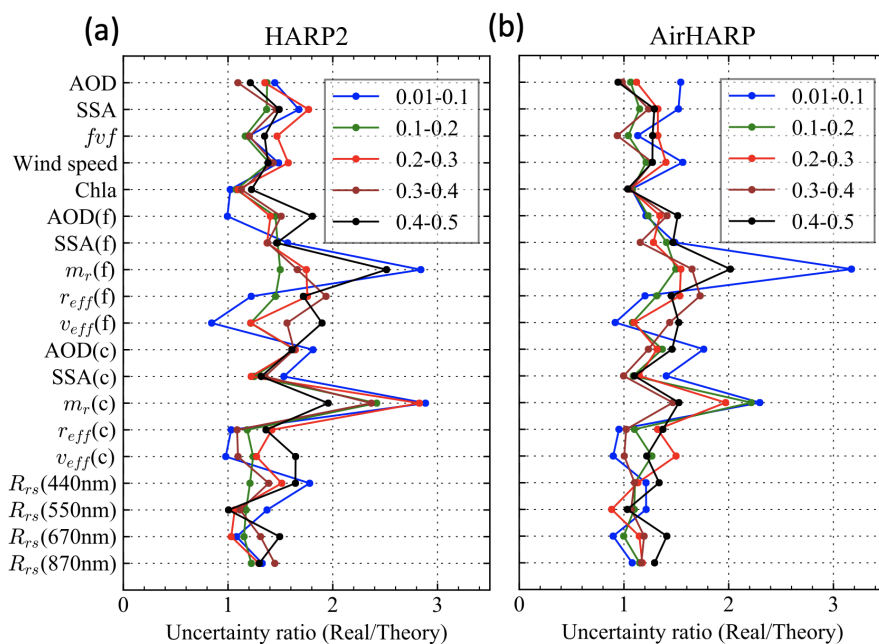 (a)
HARP2
(b)
AirHARP
AOD
SSA
fvf
Wind speed
Chla
AOD(f)
SSA(f)
m_r(f)
r_eff(f)
v_eff(f)
AOD(c)
SSA(c)
m_r(c)
r_eff(c)
v_eff(c)
R_rs(440nm)
R_rs(550nm)
R_rs(670nm)
R_rs(870nm)
0.01-0.1
0.1-0.2
0.2-0.3
0.3-0.4
0.4-0.5
0.01-0.1
0.1-0.2
0.2-0.3
0.3-0.4
0.4-0.5
0 1 2 3
0 1 2 3
Uncertainty ratio (Real/Theory)
Uncertainty ratio (Real/Theory)